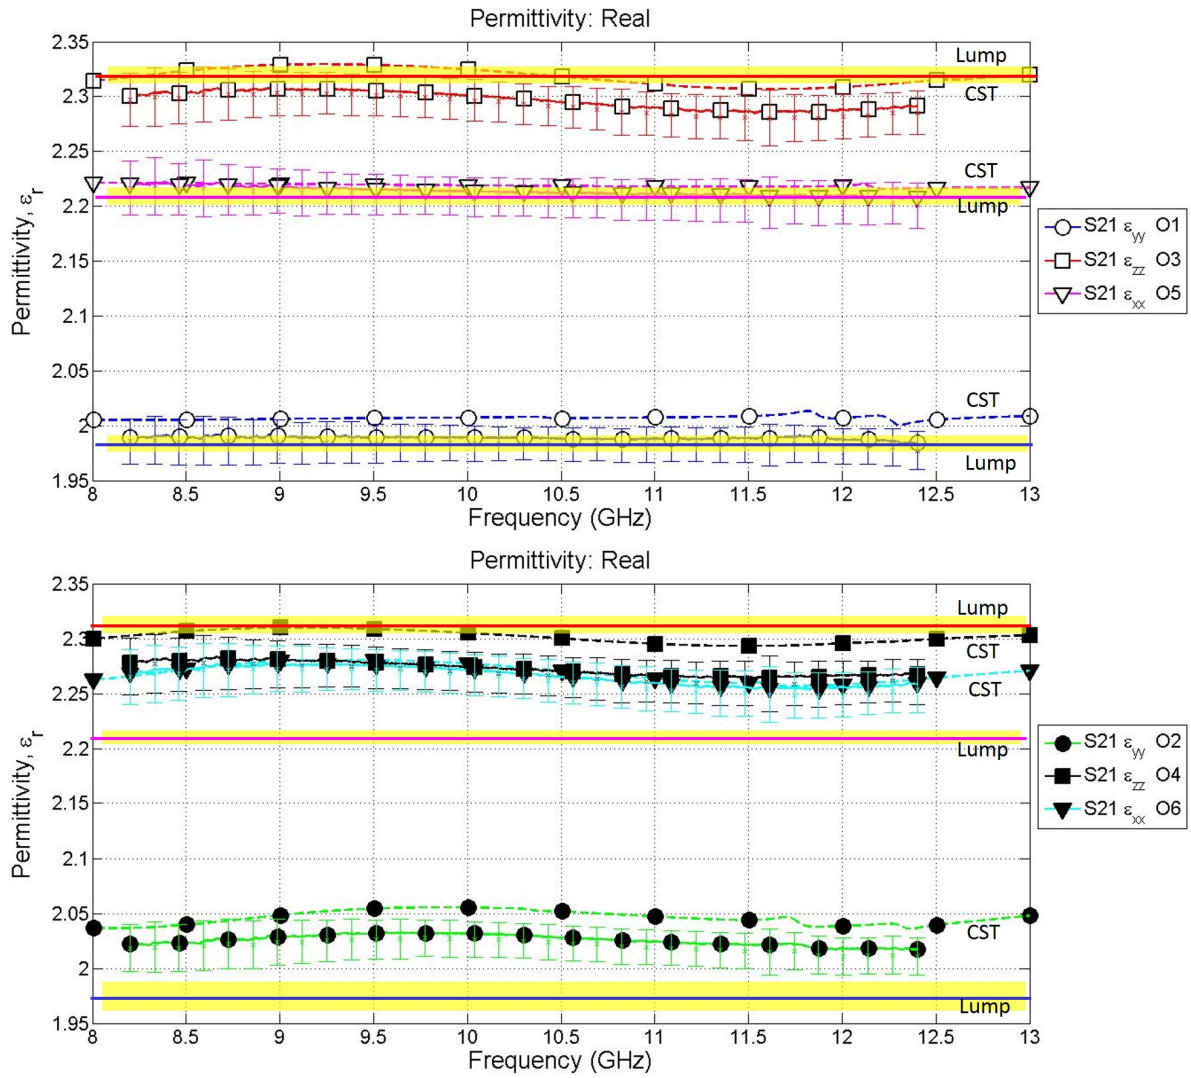 Permittivity: Real
2.35
2.3
2.25
2.2
2.15
2.1
2.05
2
1.95
Permittivity, εr
Lump
CST
CST
Lump
CST
Lump
8 8.5 9 9.5 10 10.5 11 11.5 12 12.5 13
Frequency (GHz)
S21 εyy O1
S21 εzz O3
S21 εxx O5
Permittivity: Real
2.35
2.3
2.25
2.2
2.15
2.1
2.05
2
1.95
Permittivity, εr
Lump
CST
CST
Lump
CST
Lump
8 8.5 9 9.5 10 10.5 11 11.5 12 12.5 13
Frequency (GHz)
S21 εyy O2
S21 εzz O4
S21 εxx O6